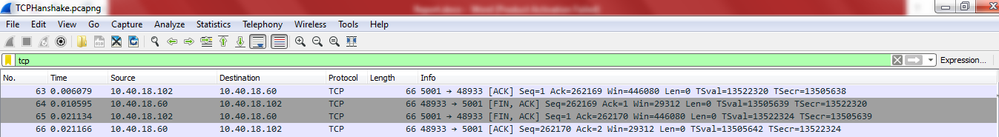 TCPHanshake.pcapng
File Edit View Go Capture Analyze Statistics Telephony Wireless Tools Help
tcp Expression...
No. Time Source Destination Protocol Length Info
63 0.006079 10.40.18.102 10.40.18.60 TCP 66 5001 → 48933 [ACK] Seq=1 Ack=262169 Win=446080 Len=0 TSval=13522320 TSecr=13505638
64 0.010595 10.40.18.60 10.40.18.102 TCP 66 48933 → 5001 [FIN, ACK] Seq=262169 Ack=1 Win=29312 Len=0 TSval=13505639 TSecr=13522320
65 0.021134 10.40.18.102 10.40.18.60 TCP 66 5001 → 48933 [FIN, ACK] Seq=1 Ack=262170 Win=446080 Len=0 TSval=13522324 TSecr=13505639
66 0.021166 10.40.18.60 10.40.18.102 TCP 66 48933 → 5001 [ACK] Seq=262170 Ack=2 Win=29312 Len=0 TSval=13505642 TSecr=13522324